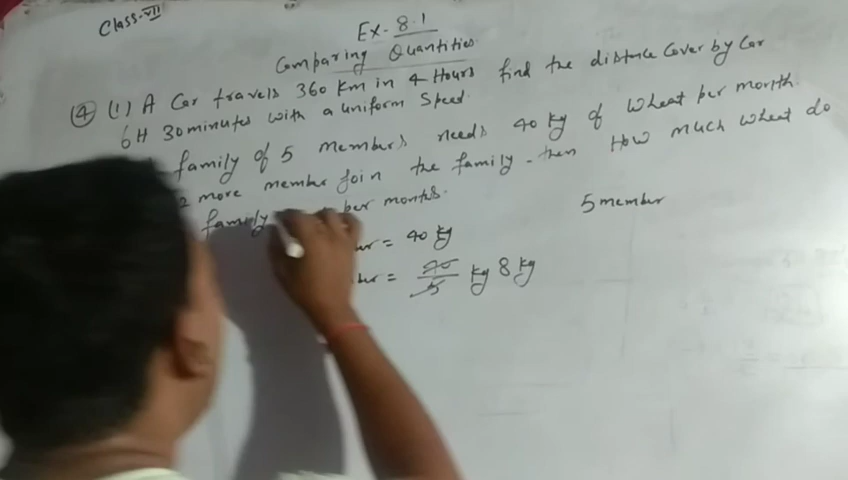 Class-VII
Ex-8.1
Comparing Quantities
④ (1) A Car travels 360 Km in 4 Hours find the distance Cover by Car
6H 30 minutes with a uniform Speed.
family of 5 members needs 40 kg of wheat per month.
2 more member join the family - then How much wheat do
family per months.
5 member
= 40 kg
= 40/5 kg 8 kg